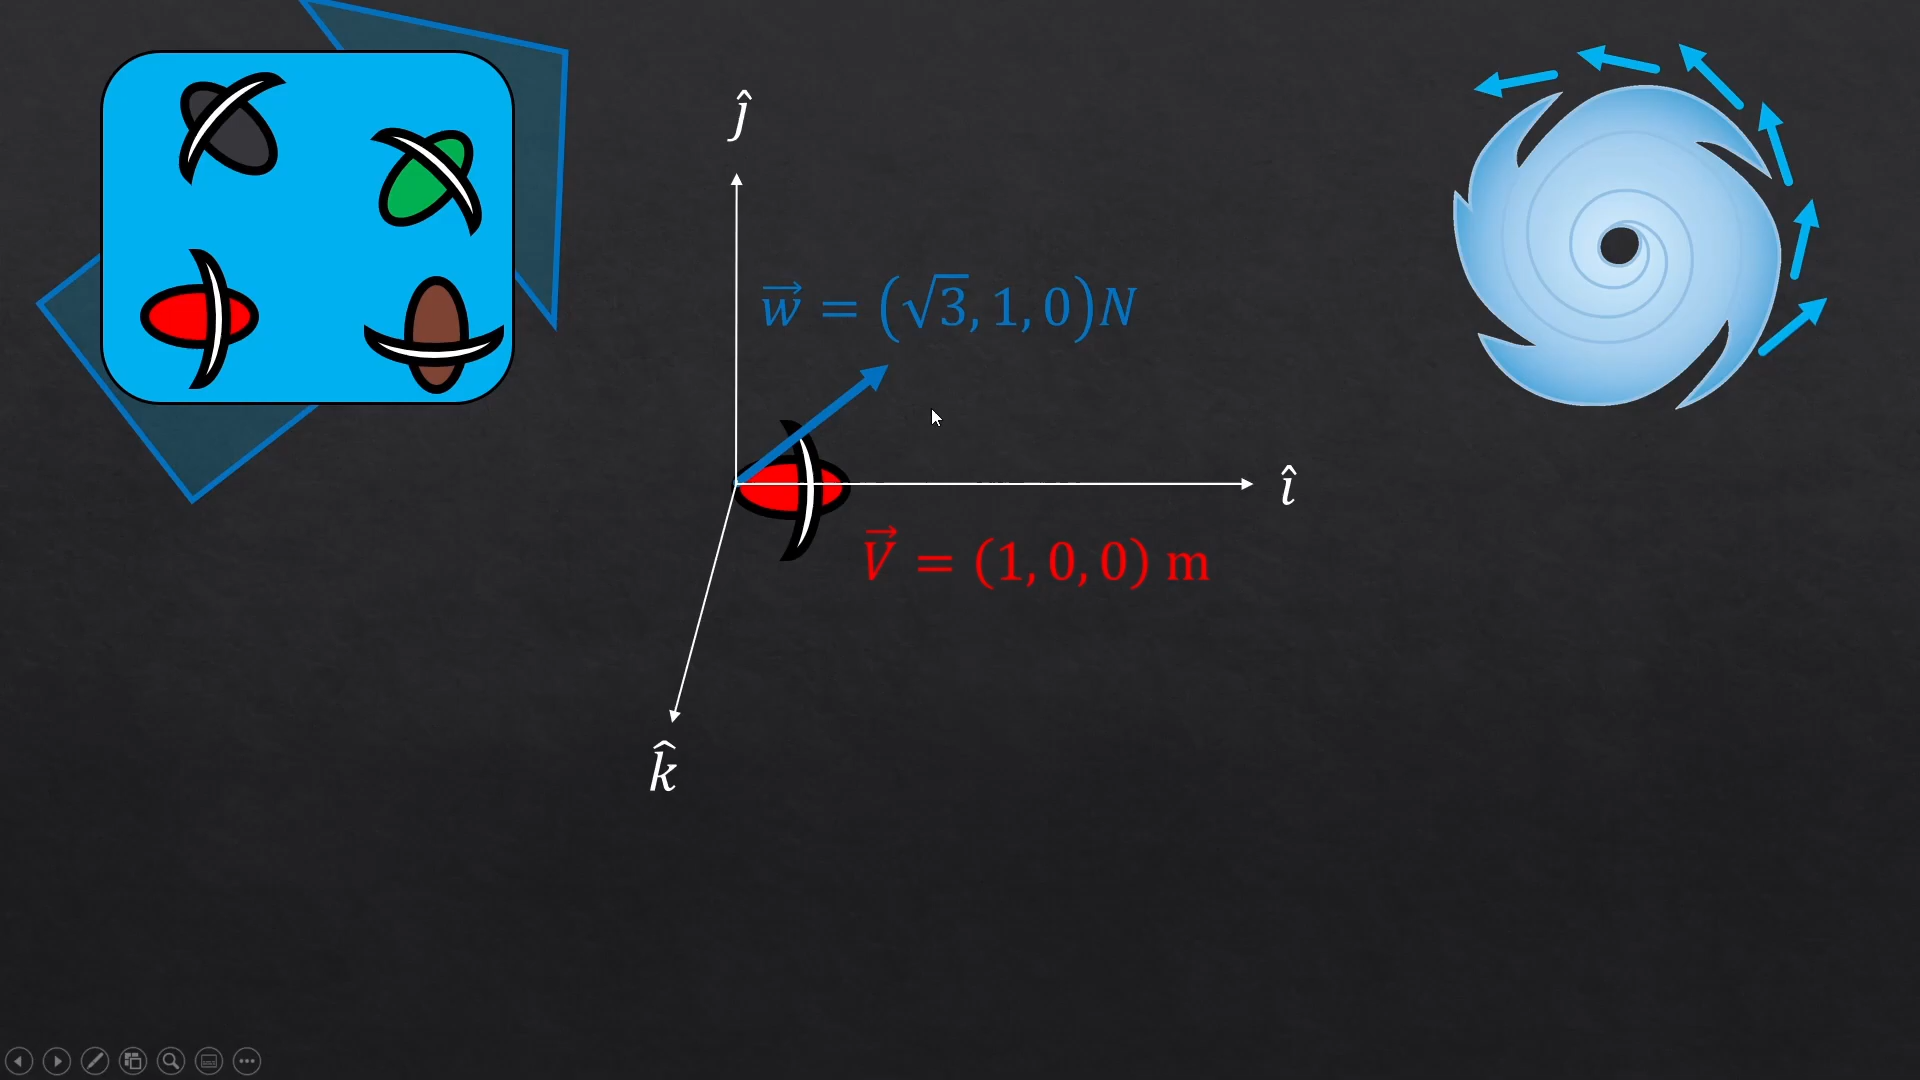 ĵ
w⃗ = (√3, 1, 0)N
î
V⃗ = (1, 0, 0) m
k̂